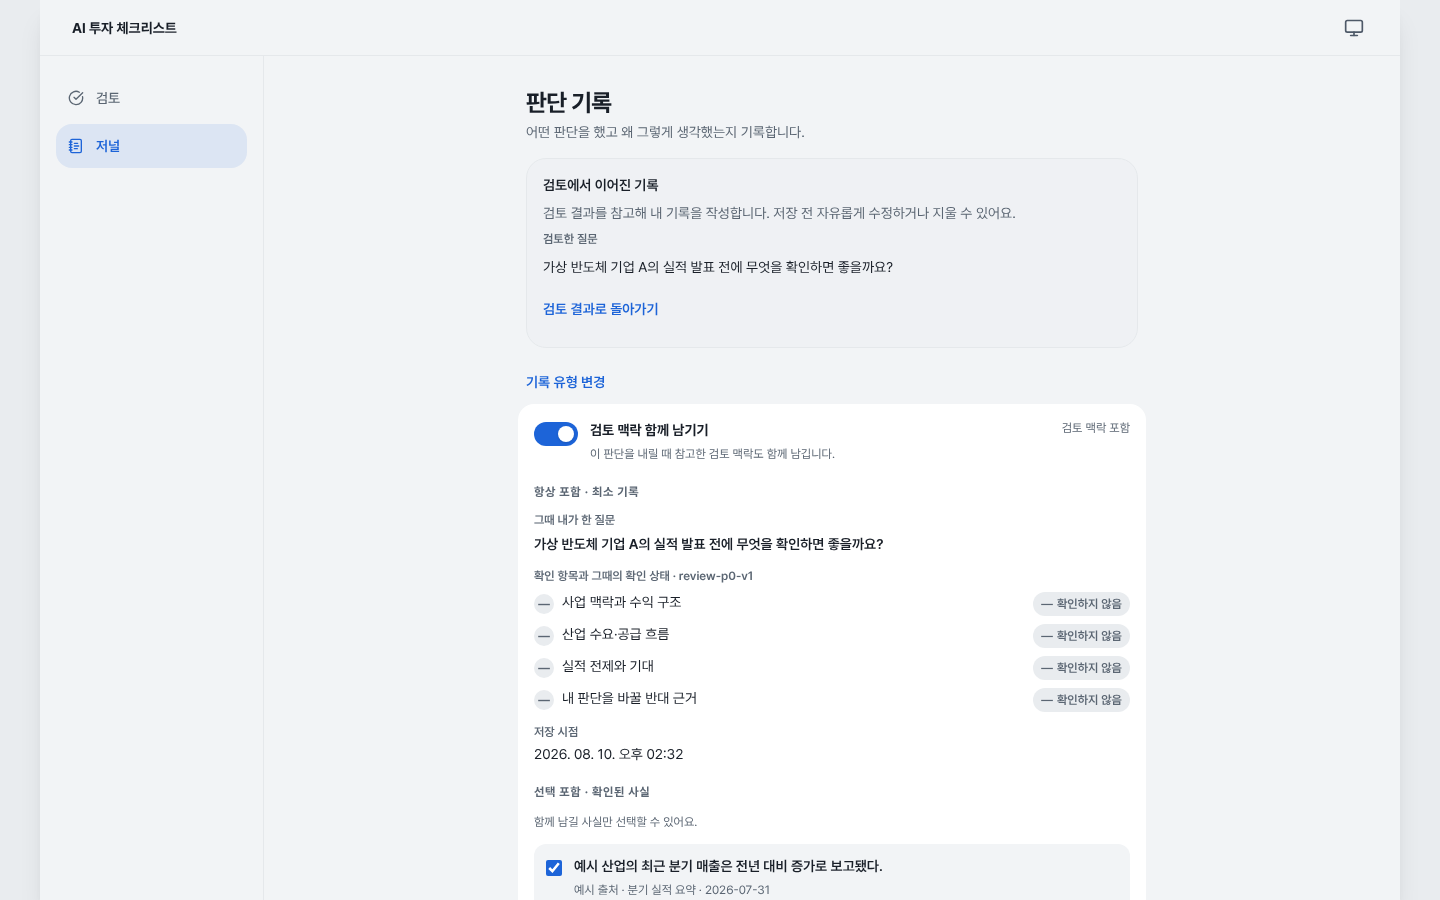 AI 투자 체크리스트
검토
저널
판단 기록
어떤 판단을 했고 왜 그렇게 생각했는지 기록합니다.
검토에서 이어진 기록
검토 결과를 참고해 내 기록을 작성합니다. 저장 전 자유롭게 수정하거나 지울 수 있어요.
검토한 질문
가상 반도체 기업 A의 실적 발표 전에 무엇을 확인하면 좋을까요?
검토 결과로 돌아가기
기록 유형 변경
검토 맥락 함께 남기기
검토 맥락 포함
이 판단을 내릴 때 참고한 검토 맥락도 함께 남깁니다.
항상 포함 · 최소 기록
그때 내가 한 질문
가상 반도체 기업 A의 실적 발표 전에 무엇을 확인하면 좋을까요?
확인 항목과 그때의 확인 상태 · review-p0-v1
— 사업 맥락과 수익 구조 — 확인하지 않음
— 산업 수요·공급 흐름 — 확인하지 않음
— 실적 전제와 기대 — 확인하지 않음
— 내 판단을 바꿀 반대 근거 — 확인하지 않음
저장 시점
2026. 08. 10. 오후 02:32
선택 포함 · 확인된 사실
함께 남길 사실만 선택할 수 있어요.
예시 산업의 최근 분기 매출은 전년 대비 증가로 보고됐다.
예시 출처 · 분기 실적 요약 · 2026-07-31